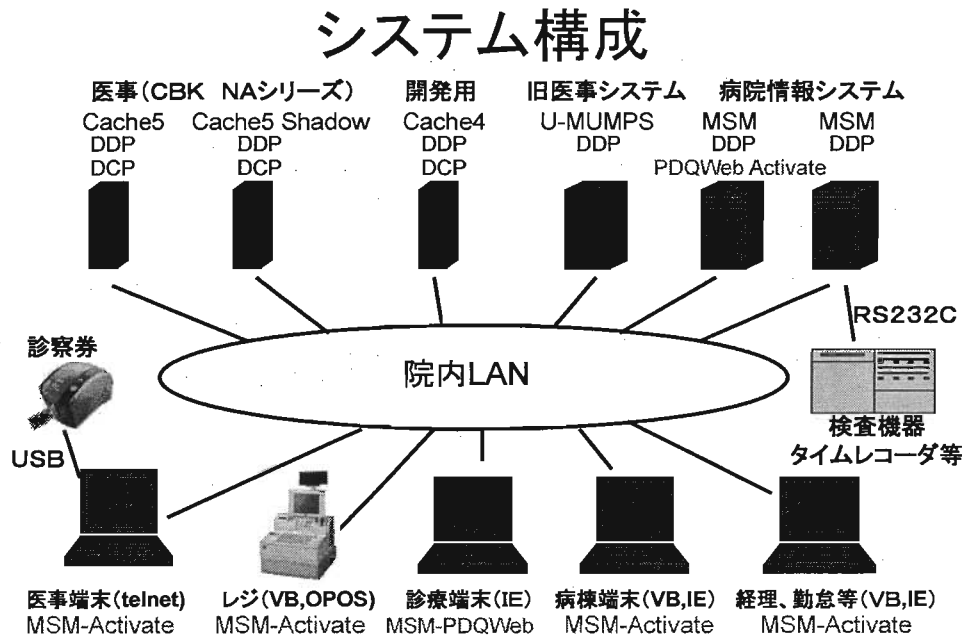 システム構成
医事(CBK NAシリーズ) 開発用 旧医事システム 病院情報システム
Cache5 Cache5 Shadow Cache4 U-MUMPS MSM MSM
DDP DDP DDP DDP DDP DDP
DCP DCP DCP PDQWeb Activate
RS232C
診察券
院内LAN
検査機器
タイムレコーダ等
USB
医事端末(telnet) レジ(VB,OPOS) 診療端末(IE) 病棟端末(VB,IE) 経理、勤怠等(VB,IE)
MSM-Activate MSM-Activate MSM-PDQWeb MSM-Activate MSM-Activate